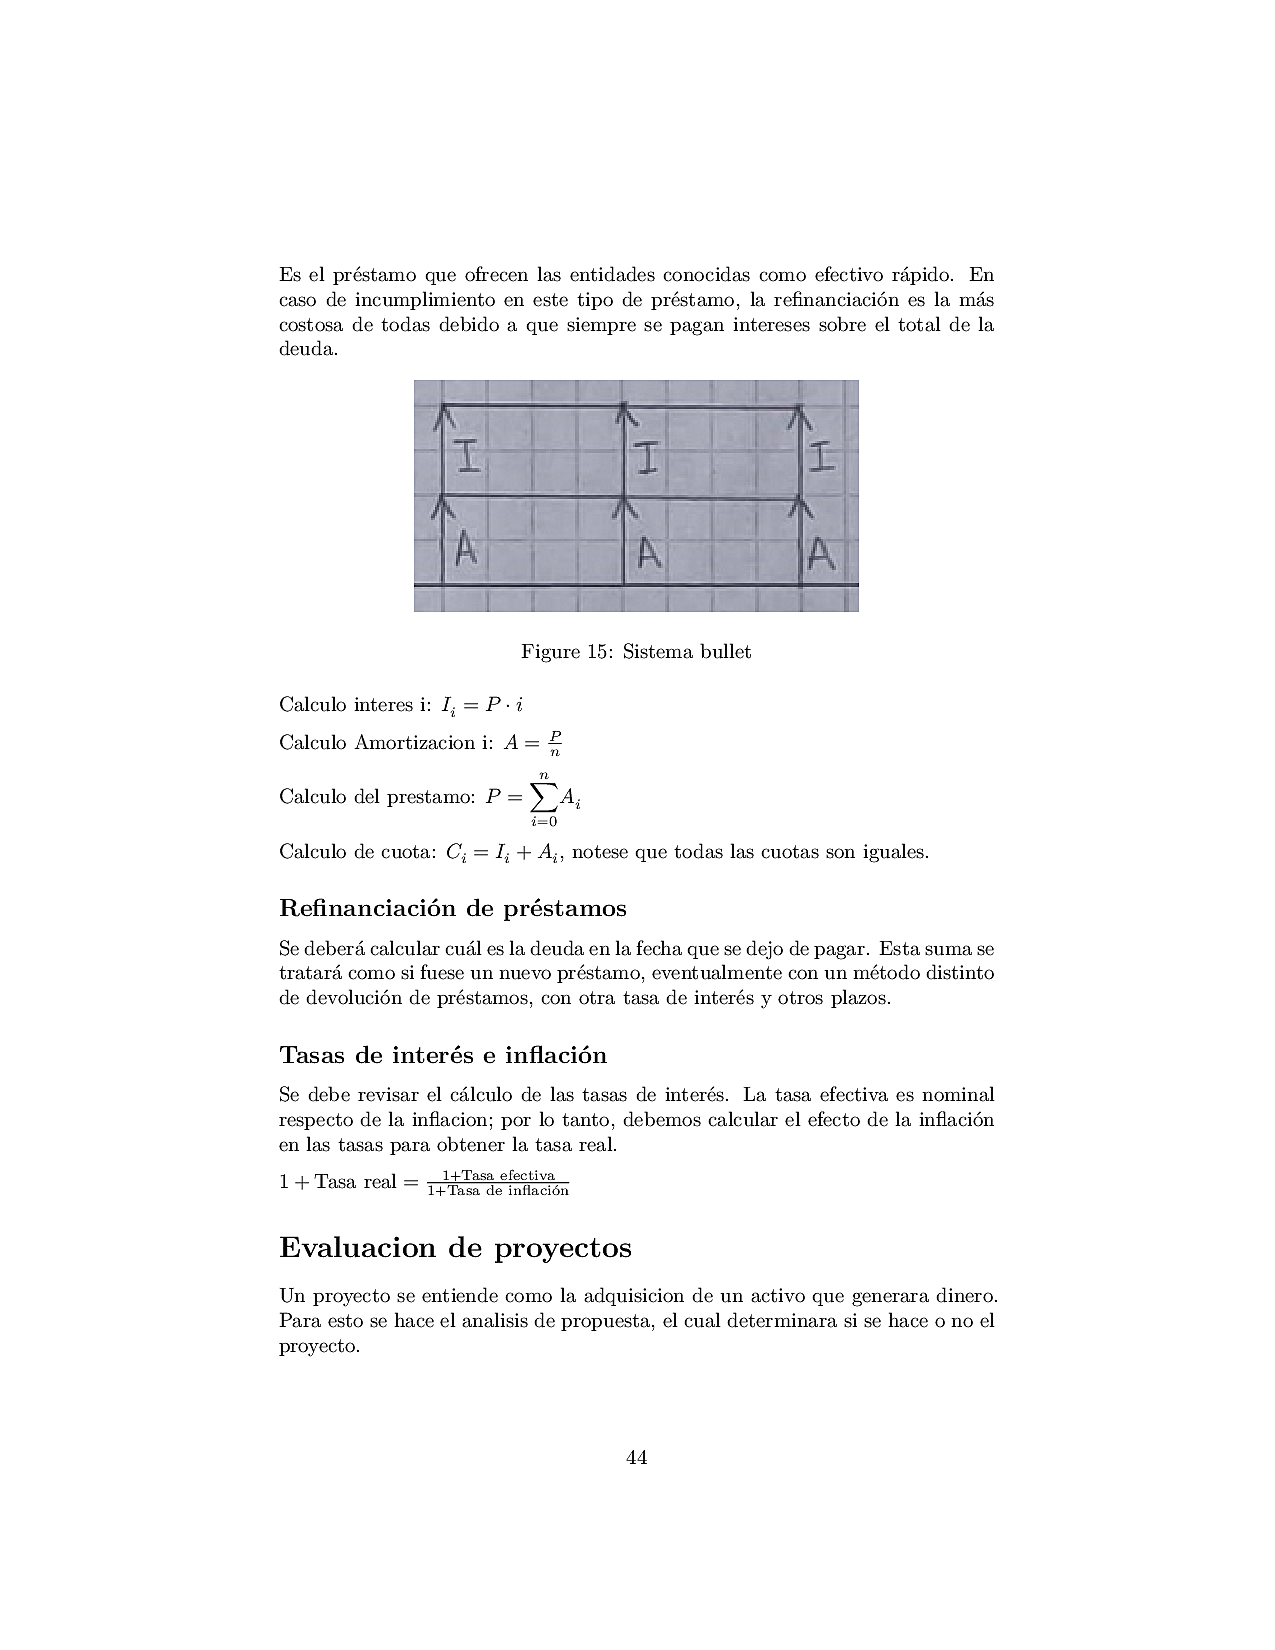 Es el préstamo que ofrecen las entidades conocidas como efectivo rápido. En
caso de incumplimiento en este tipo de préstamo, la refinanciación es la más
costosa de todas debido a que siempre se pagan intereses sobre el total de la
deuda.
I I I
A A A
Figure 15: Sistema bullet
Calculo interes i: I_i = P · i
Calculo Amortizacion i: A = P/n
Calculo del prestamo: P = ∑_{i=0}^{n} A_i
Calculo de cuota: C_i = I_i + A_i, notese que todas las cuotas son iguales.
Refinanciación de préstamos
Se deberá calcular cuál es la deuda en la fecha que se dejo de pagar. Esta suma se
tratará como si fuese un nuevo préstamo, eventualmente con un método distinto
de devolución de préstamos, con otra tasa de interés y otros plazos.
Tasas de interés e inflación
Se debe revisar el cálculo de las tasas de interés. La tasa efectiva es nominal
respecto de la inflacion; por lo tanto, debemos calcular el efecto de la inflación
en las tasas para obtener la tasa real.
1 + Tasa real = (1+Tasa efectiva)/(1+Tasa de inflación)
Evaluacion de proyectos
Un proyecto se entiende como la adquisicion de un activo que generara dinero.
Para esto se hace el analisis de propuesta, el cual determinara si se hace o no el
proyecto.
44